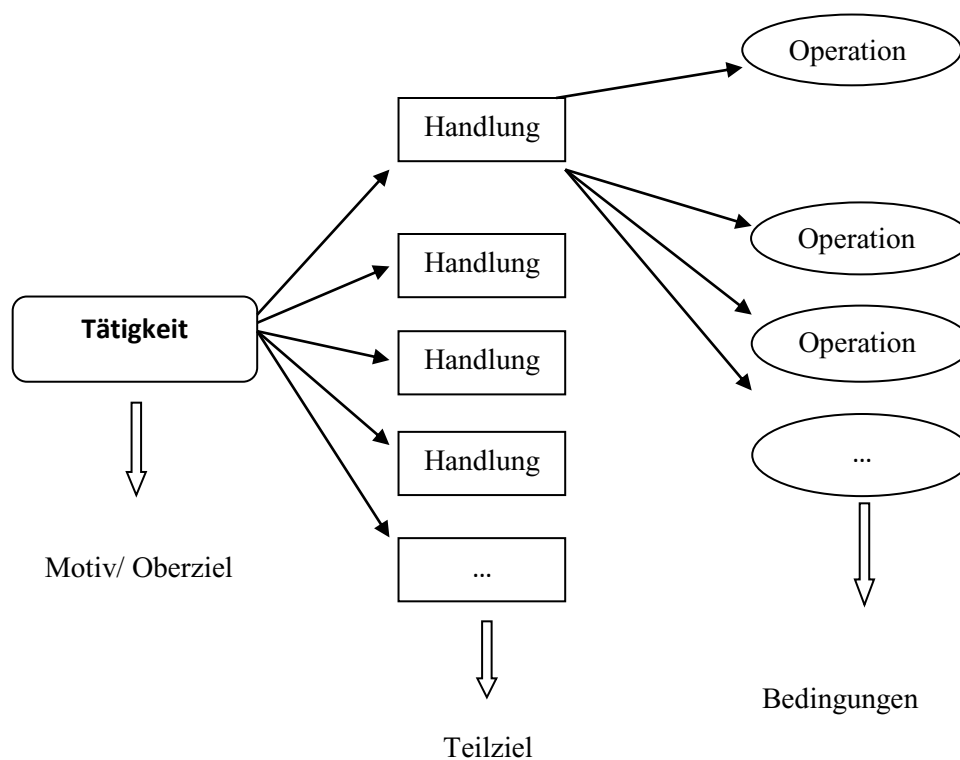 Operation
Handlung
Operation
Handlung
Tätigkeit
Handlung
Operation
Handlung
...
Motiv/ Oberziel
...
Bedingungen
Teilziel